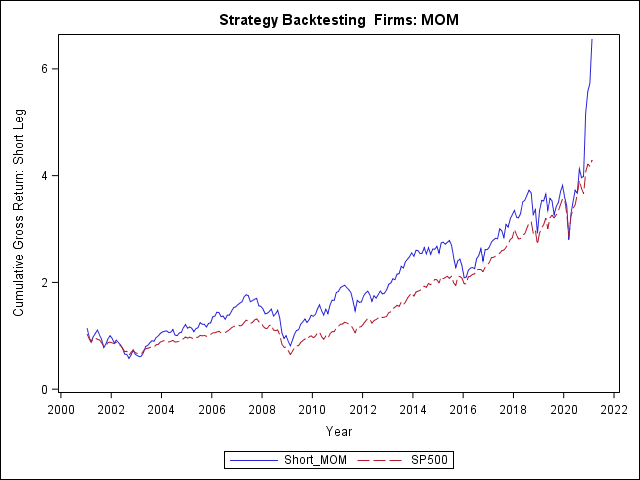 Strategy Backtesting  Firms: MOM
Cumulative Gross Return: Short Leg
6
4
2
0
2000 2002 2004 2006 2008 2010 2012 2014 2016 2018 2020 2022
Year
Short_MOM SP500